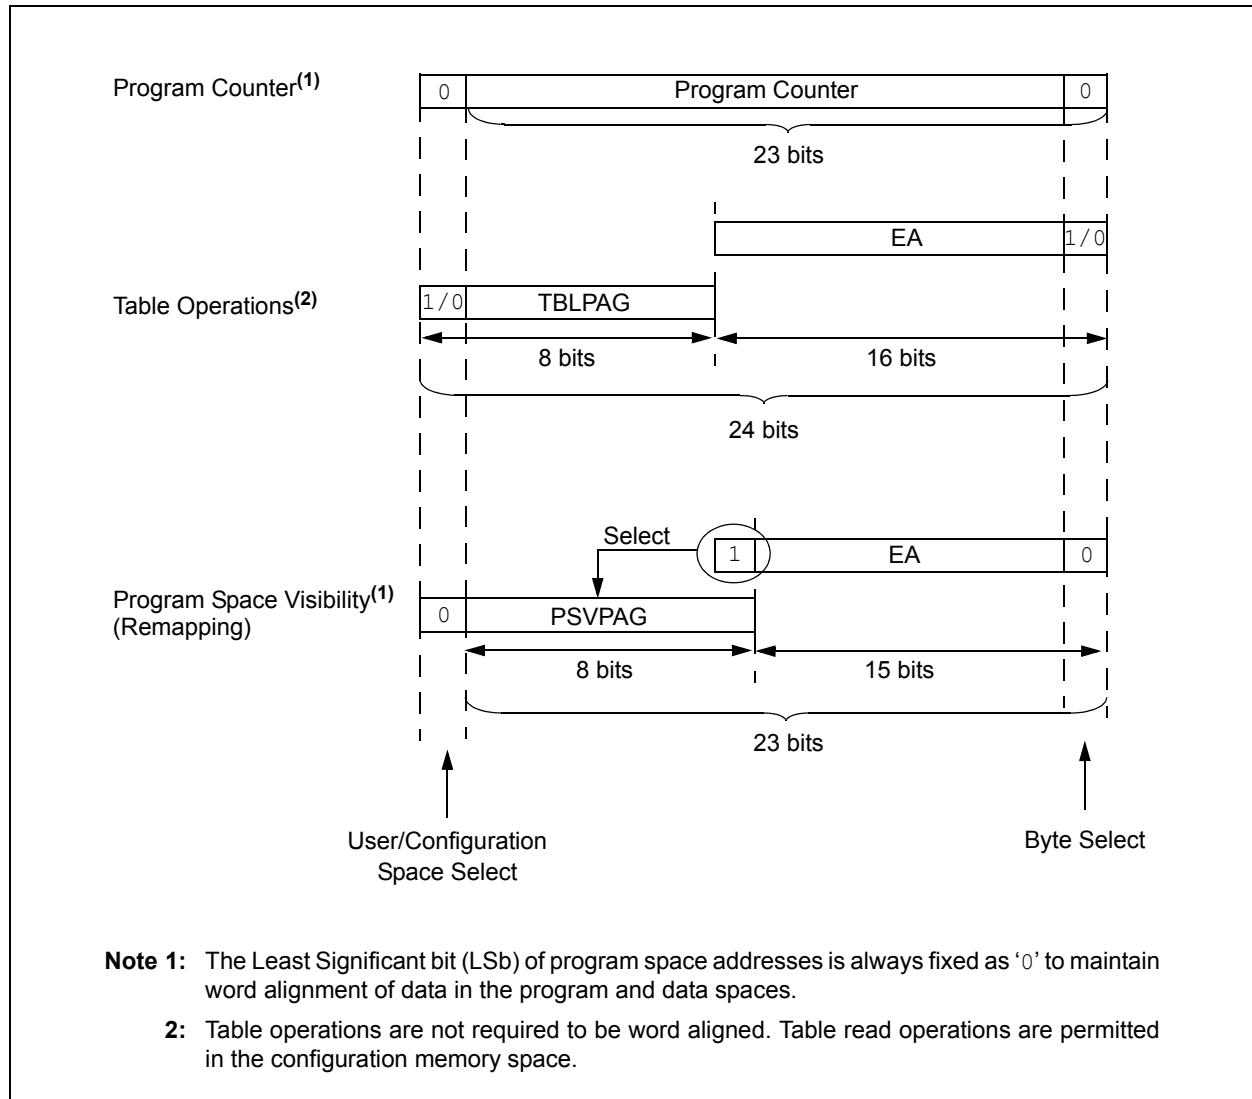 Program Counter(1)
0 Program Counter 0
23 bits
EA 1/0
Table Operations(2)
1/0 TBLPAG
8 bits 16 bits
24 bits
Select
1 EA 0
Program Space Visibility(1)
(Remapping)
0 PSVPAG
8 bits 15 bits
23 bits
User/Configuration
Space Select
Byte Select
Note 1: The Least Significant bit (LSb) of program space addresses is always fixed as ‘0’ to maintain
word alignment of data in the program and data spaces.
2: Table operations are not required to be word aligned. Table read operations are permitted
in the configuration memory space.